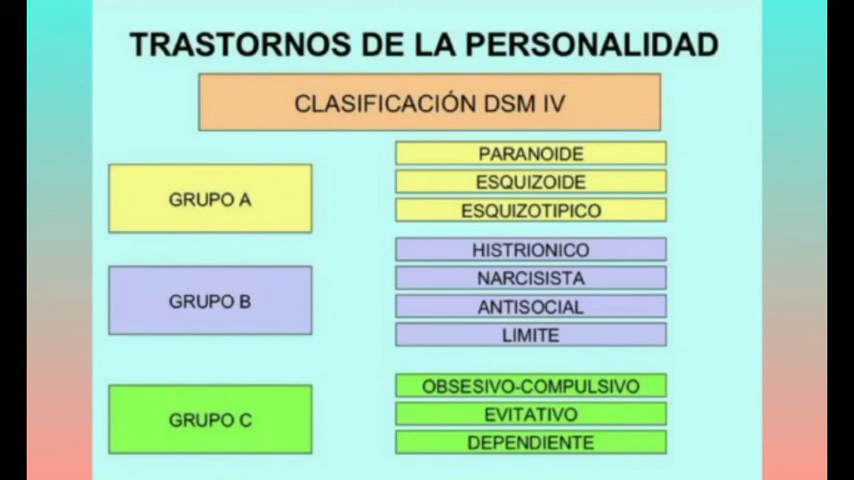 TRASTORNOS DE LA PERSONALIDAD
CLASIFICACIÓN DSM IV
GRUPO A
PARANOIDE
ESQUIZOIDE
ESQUIZOTIPICO
GRUPO B
HISTRIONICO
NARCISISTA
ANTISOCIAL
LIMITE
GRUPO C
OBSESIVO-COMPULSIVO
EVITATIVO
DEPENDIENTE